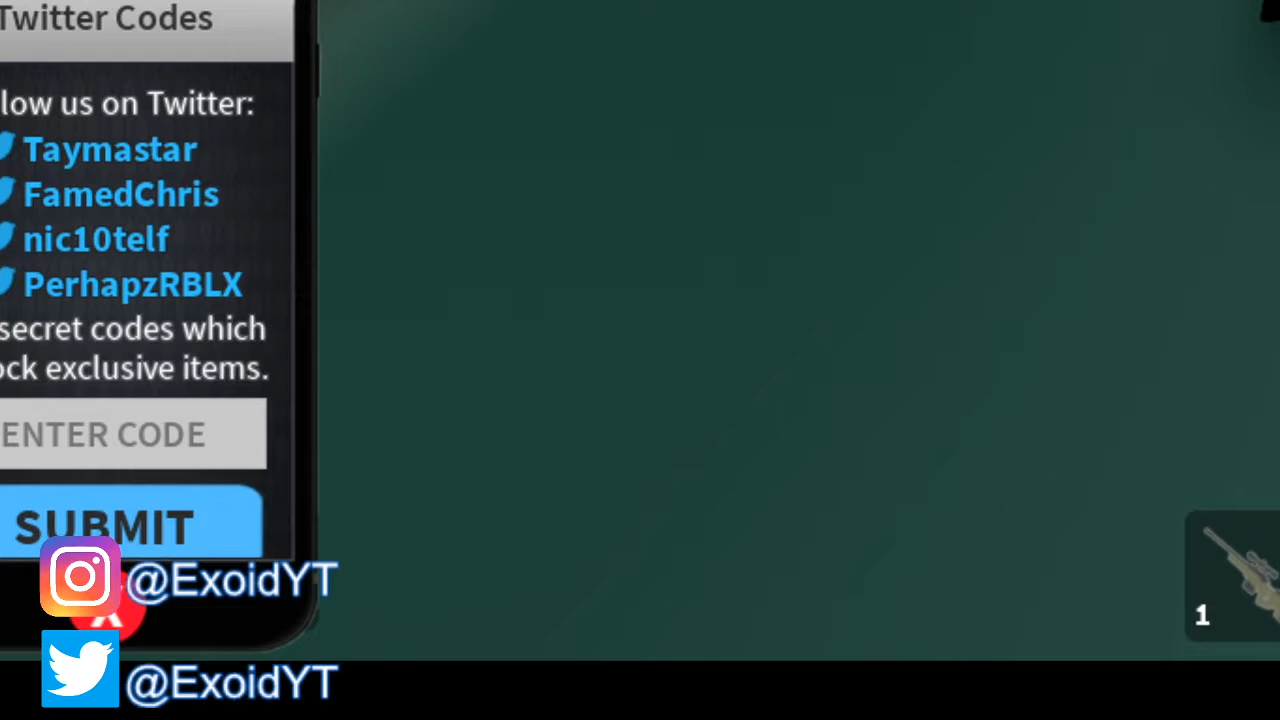 Twitter Codes
low us on Twitter:
Taymastar
FamedChris
nic10telf
PerhapzRBLX
secret codes which
ock exclusive items.
ENTER CODE
SUBMIT
@ExoidYT
@ExoidYT
1